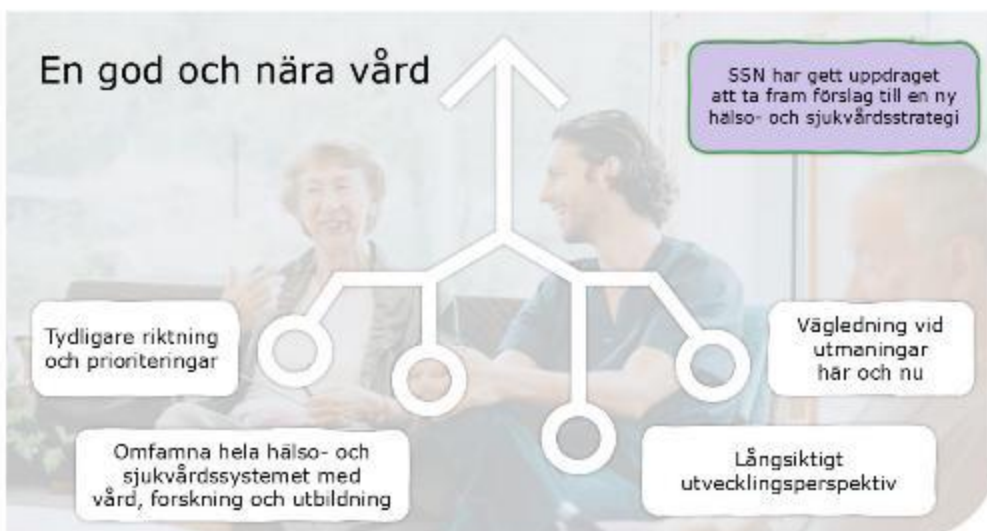 En god och nära vård
SSN har gett uppdraget
att ta fram förslag till en ny
hälso- och sjukvårdsstrategi
Tydligare riktning
och prioriteringar
Omfamna hela hälso- och
sjukvårdssystemet med
vård, forskning och utbildning
Långsiktigt
utvecklingsperspektiv
Vägledning vid
utmaningar
här och nu